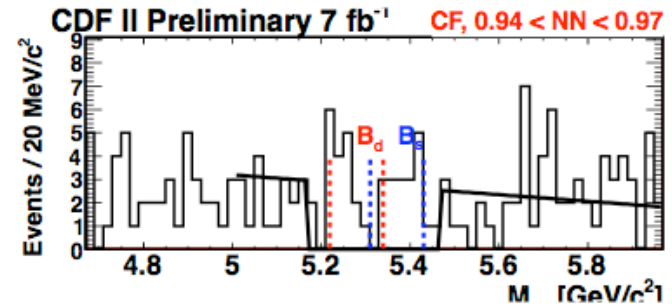 CDF II Preliminary 7 fb⁻¹ CF, 0.94 < NN < 0.97
Events / 20 MeV/c²
9
8
7
6
5
4
3
2
1
0
B_d B_s
4.8 5 5.2 5.4 5.6 5.8
M [GeV/c²]